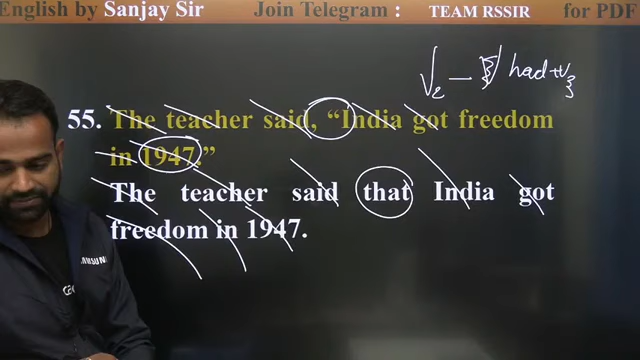 English by Sanjay Sir Join Telegram : TEAM RSSIR for PDF
V2 — had + V3
55. The teacher said, “India got freedom
in 1947.”
The teacher said that India got
freedom in 1947.